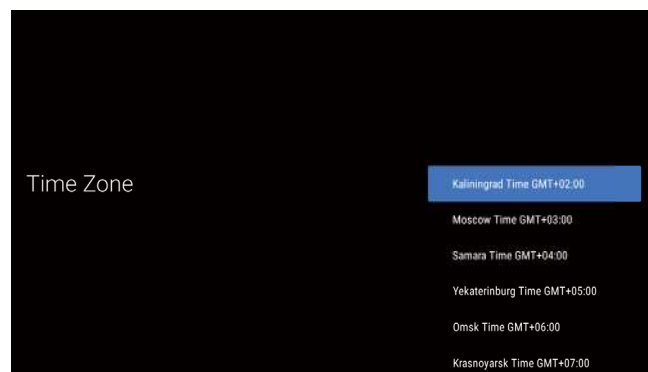 Time Zone
Kaliningrad Time GMT+02:00
Moscow Time GMT+03:00
Samara Time GMT+04:00
Yekaterinburg Time GMT+05:00
Omsk Time GMT+06:00
Krasnoyarsk Time GMT+07:00